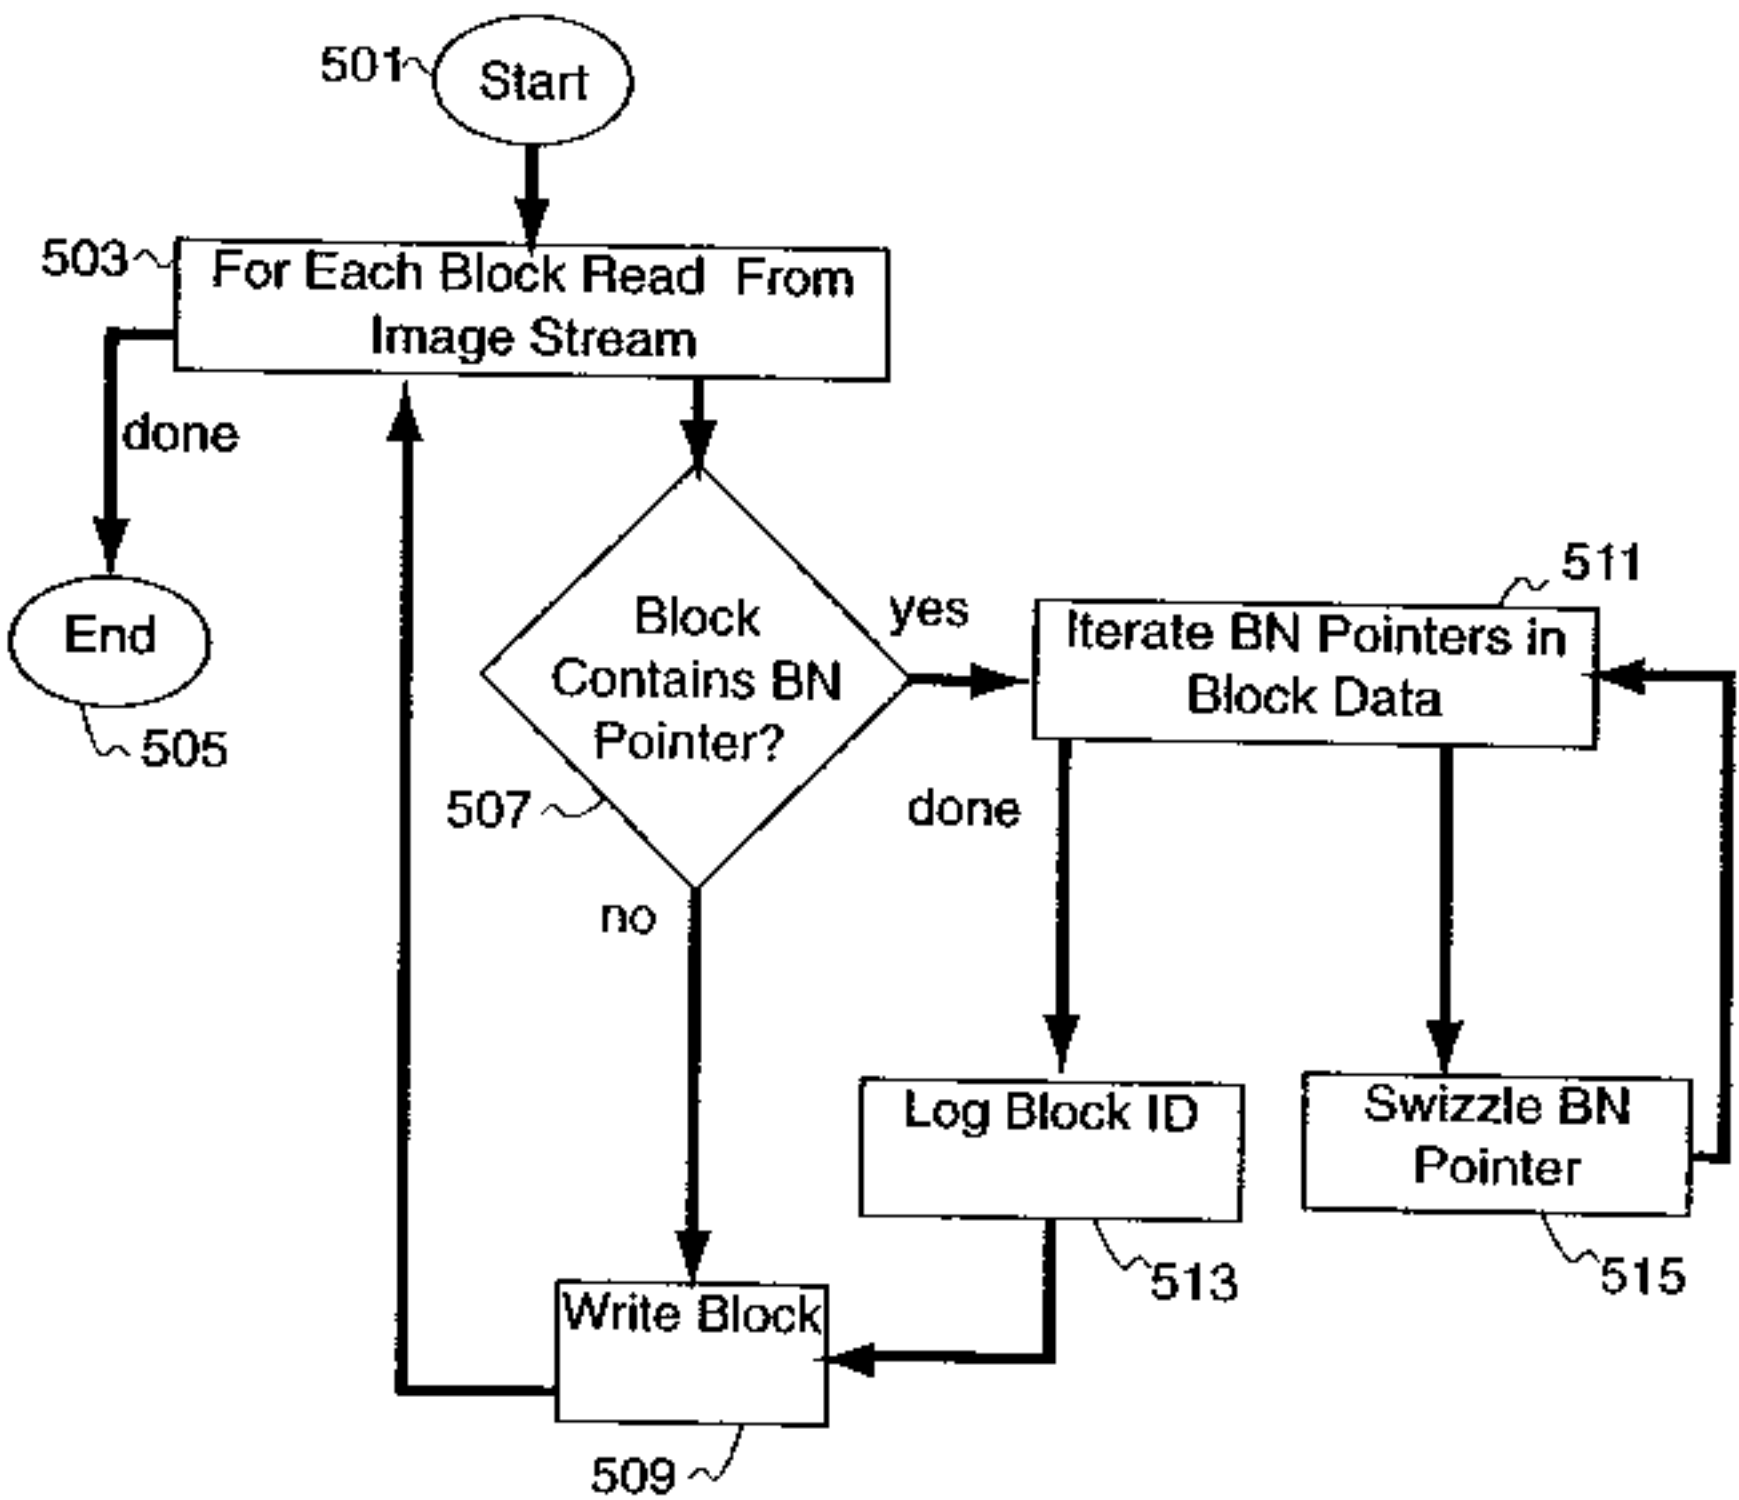 501
Start
503
For Each Block Read From
Image Stream
done
End
505
Block
Contains BN
Pointer?
507
yes
no
511
Iterate BN Pointers in
Block Data
done
Log Block ID
513
Swizzle BN
Pointer
515
Write Block
509